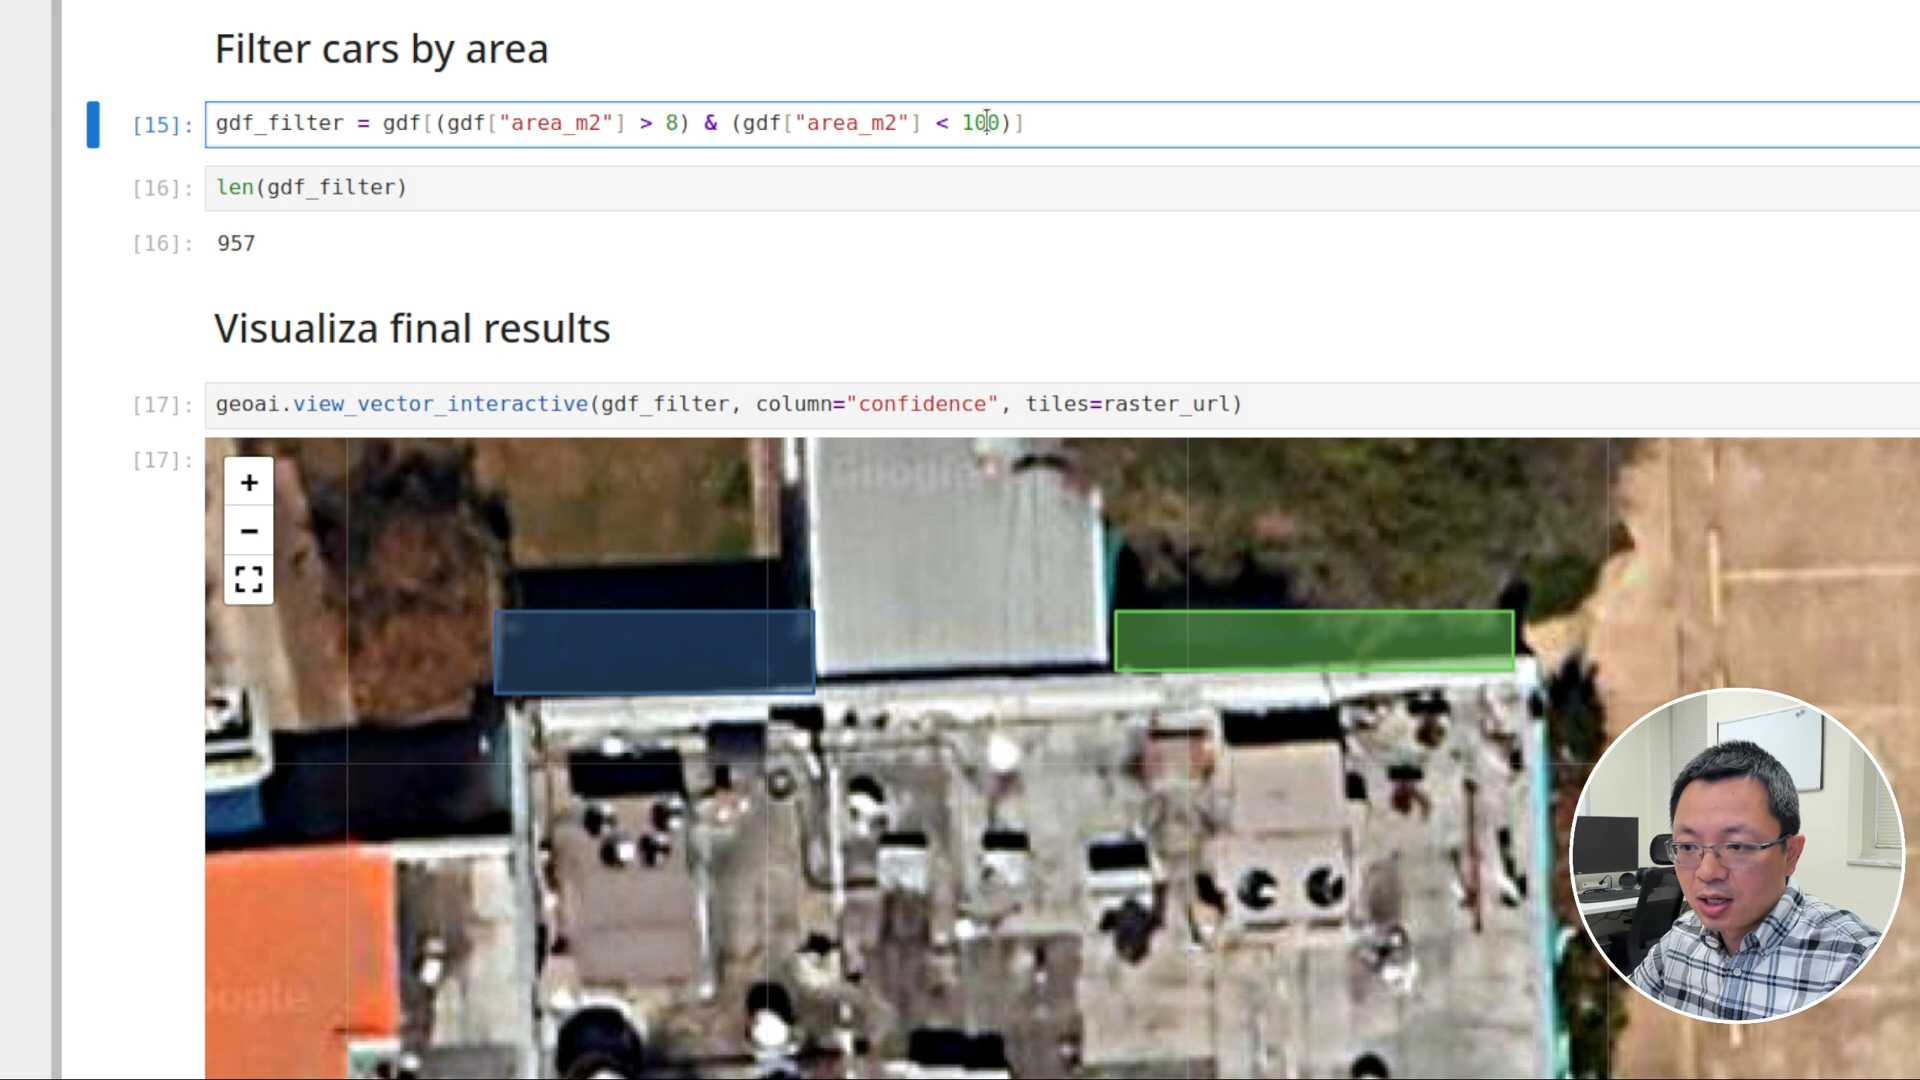 Filter cars by area
[15]: gdf_filter = gdf[(gdf["area_m2"] > 8) & (gdf["area_m2"] < 100)]
[16]: len(gdf_filter)
[16]: 957
Visualiza final results
[17]: geoai.view_vector_interactive(gdf_filter, column="confidence", tiles=raster_url)
[17]:
+
Google
−